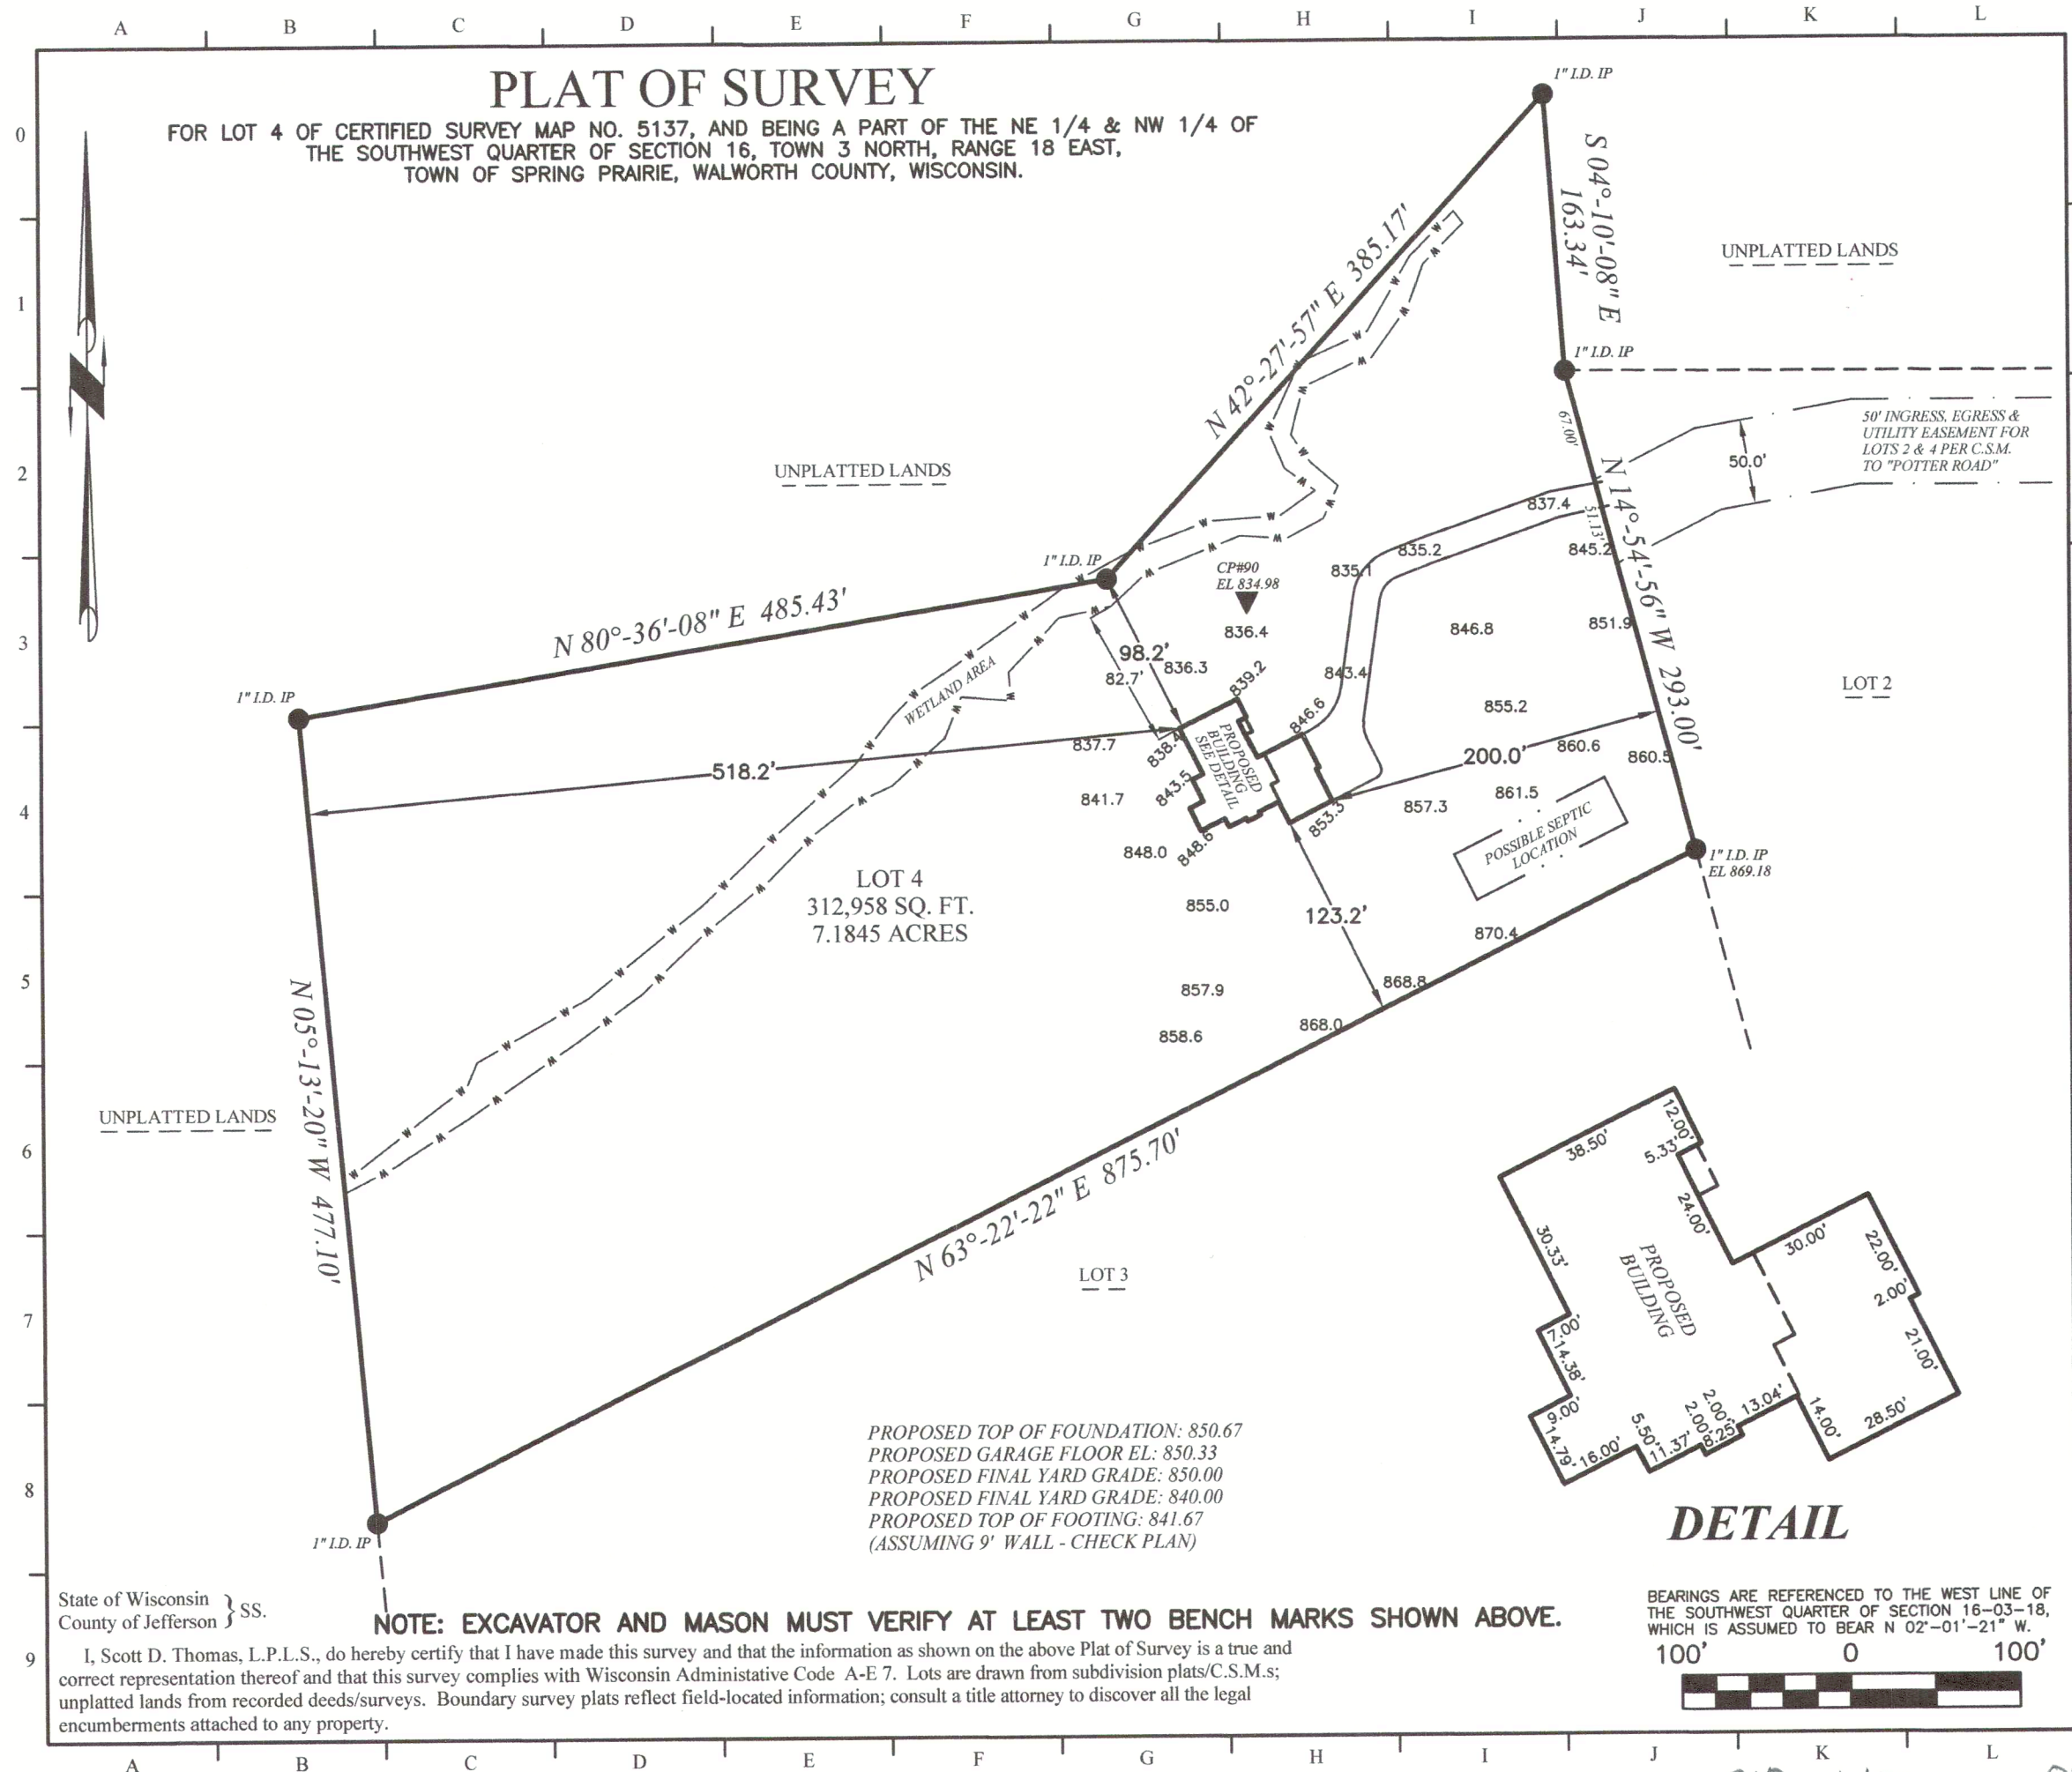 A B C D E F G H I J K L
0
1
2
3
4
5
6
7
8
9
PLAT OF SURVEY
FOR LOT 4 OF CERTIFIED SURVEY MAP NO. 5137, AND BEING A PART OF THE NE 1/4 & NW 1/4 OF
THE SOUTHWEST QUARTER OF SECTION 16, TOWN 3 NORTH, RANGE 18 EAST,
TOWN OF SPRING PRAIRIE, WALWORTH COUNTY, WISCONSIN.
N
1" I.D. IP
S 04°-10'-08" E
163.34'
UNPLATTED LANDS
N 42°-27'-57" E 385.17'
1" I.D. IP
67.00'
50' INGRESS, EGRESS &
UTILITY EASEMENT FOR
LOTS 2 & 4 PER C.S.M.
TO "POTTER ROAD"
50.0'
UNPLATTED LANDS
N 14°-54'-56" W 293.00'
51.13'
837.4
845.2
835.2
835.1
1" I.D. IP
CP#90
EL 834.98
836.4
846.8
851.9
N 80°-36'-08" E 485.43'
98.2'
82.7'
836.3
839.2
843.4
LOT 2
1" I.D. IP
WETLAND AREA
846.6
855.2
837.7
838.4
860.6
860.5
518.2'
200.0'
PROPOSED
BUILDING
SEE DETAIL
843.5
841.7
853.3
857.3
861.5
POSSIBLE SEPTIC
LOCATION
848.0
848.6
1" I.D. IP
EL 869.18
LOT 4
312,958 SQ. FT.
7.1845 ACRES
855.0
123.2'
870.4
857.9
868.8
858.6
868.0
N 05°-13'-20" W 477.10'
UNPLATTED LANDS
N 63°-22'-22" E 875.70'
LOT 3
1" I.D. IP
12.00'
38.50'
5.33'
24.00'
30.00'
22.00'
2.00'
21.00'
30.33'
PROPOSED
BUILDING
7.00'
14.38'
9.00'
14.79'
16.00'
5.50'
11.37'
2.00'
2.00'
8.25'
13.04'
14.00'
28.50'
DETAIL
PROPOSED TOP OF FOUNDATION: 850.67
PROPOSED GARAGE FLOOR EL: 850.33
PROPOSED FINAL YARD GRADE: 850.00
PROPOSED FINAL YARD GRADE: 840.00
PROPOSED TOP OF FOOTING: 841.67
(ASSUMING 9' WALL - CHECK PLAN)
State of Wisconsin
County of Jefferson } SS.
NOTE: EXCAVATOR AND MASON MUST VERIFY AT LEAST TWO BENCH MARKS SHOWN ABOVE.
I, Scott D. Thomas, L.P.L.S., do hereby certify that I have made this survey and that the information as shown on the above Plat of Survey is a true and
correct representation thereof and that this survey complies with Wisconsin Administative Code A-E 7. Lots are drawn from subdivision plats/C.S.M.s;
unplatted lands from recorded deeds/surveys. Boundary survey plats reflect field-located information; consult a title attorney to discover all the legal
encumberments attached to any property.
BEARINGS ARE REFERENCED TO THE WEST LINE OF
THE SOUTHWEST QUARTER OF SECTION 16-03-18,
WHICH IS ASSUMED TO BEAR N 02°-01'-21" W.
100' 0 100'
A B C D E F G H I J K L